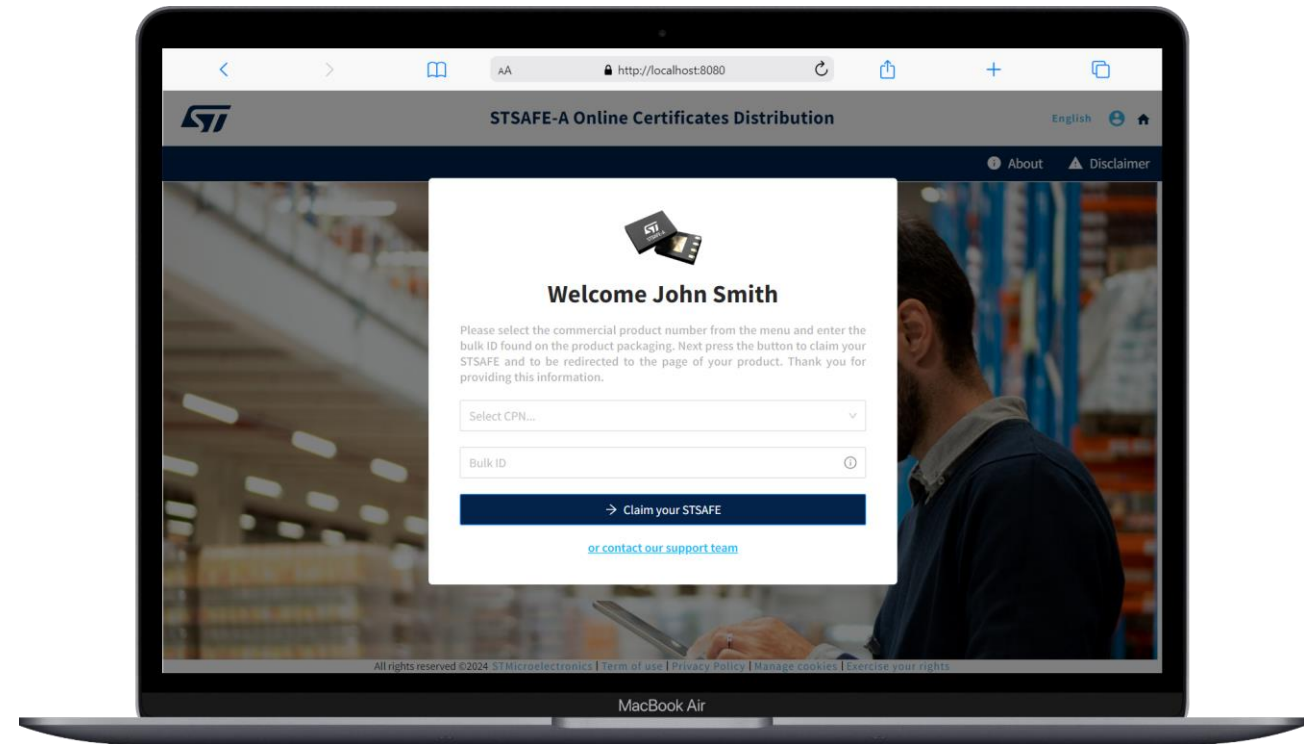 AA
http://localhost:8080
STSAFE-A Online Certificates Distribution
English
About
Disclaimer
STSAFE-A
Welcome John Smith
Please select the commercial product number from the menu and enter the
bulk ID found on the product packaging. Next press the button to claim your
STSAFE and to be redirected to the page of your product. Thank you for
providing this information.
Select CPN...
Bulk ID
→ Claim your STSAFE
or contact our support team
All rights reserved ©2024 STMicroelectronics | Term of use | Privacy Policy | Manage cookies | Exercise your rights
MacBook Air